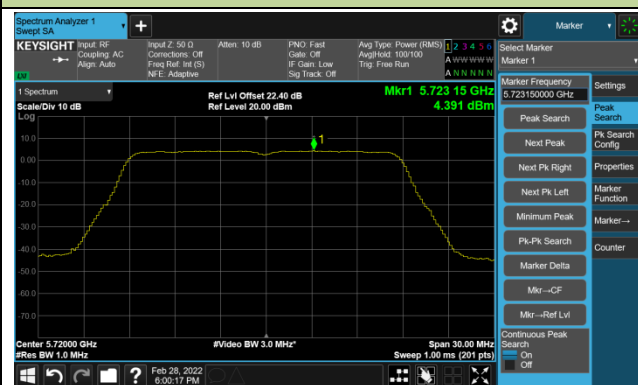 Spectrum Analyzer 1
Swept SA
Marker
KEYSIGHT
Input: RF
Coupling: AC
Align: Auto
Input Z: 50 Ω
Corrections: Off
Freq Ref: Int (S)
NFE: Adaptive
Atten: 10 dB
PNO: Fast
Gate: Off
IF Gain: Low
Sig Track: Off
Avg Type: Power (RMS)
Avg|Hold: 100/100
Trig: Free Run
1 2 3 4 5 6
A W W W W W
A N N N N N
Select Marker
Marker 1
LXI
1 Spectrum
Scale/Div 10 dB
Log
Ref Lvl Offset 22.40 dB
Ref Level 20.00 dBm
Mkr1 5.723 15 GHz
4.391 dBm
1
10.0
0.00
-10.0
-20.0
-30.0
-40.0
-50.0
-60.0
-70.0
Center 5.72000 GHz
#Res BW 1.0 MHz
#Video BW 3.0 MHz*
Span 30.00 MHz
Sweep 1.00 ms (201 pts)
Marker Frequency
5.723150000 GHz
Peak Search
Next Peak
Next Pk Right
Next Pk Left
Minimum Peak
Pk-Pk Search
Marker Delta
Mkr→CF
Mkr→Ref Lvl
Continuous Peak
Search
On
Off
Settings
Peak
Search
Pk Search
Config
Properties
Marker
Function
Marker→
Counter
Feb 28, 2022
6:00:17 PM